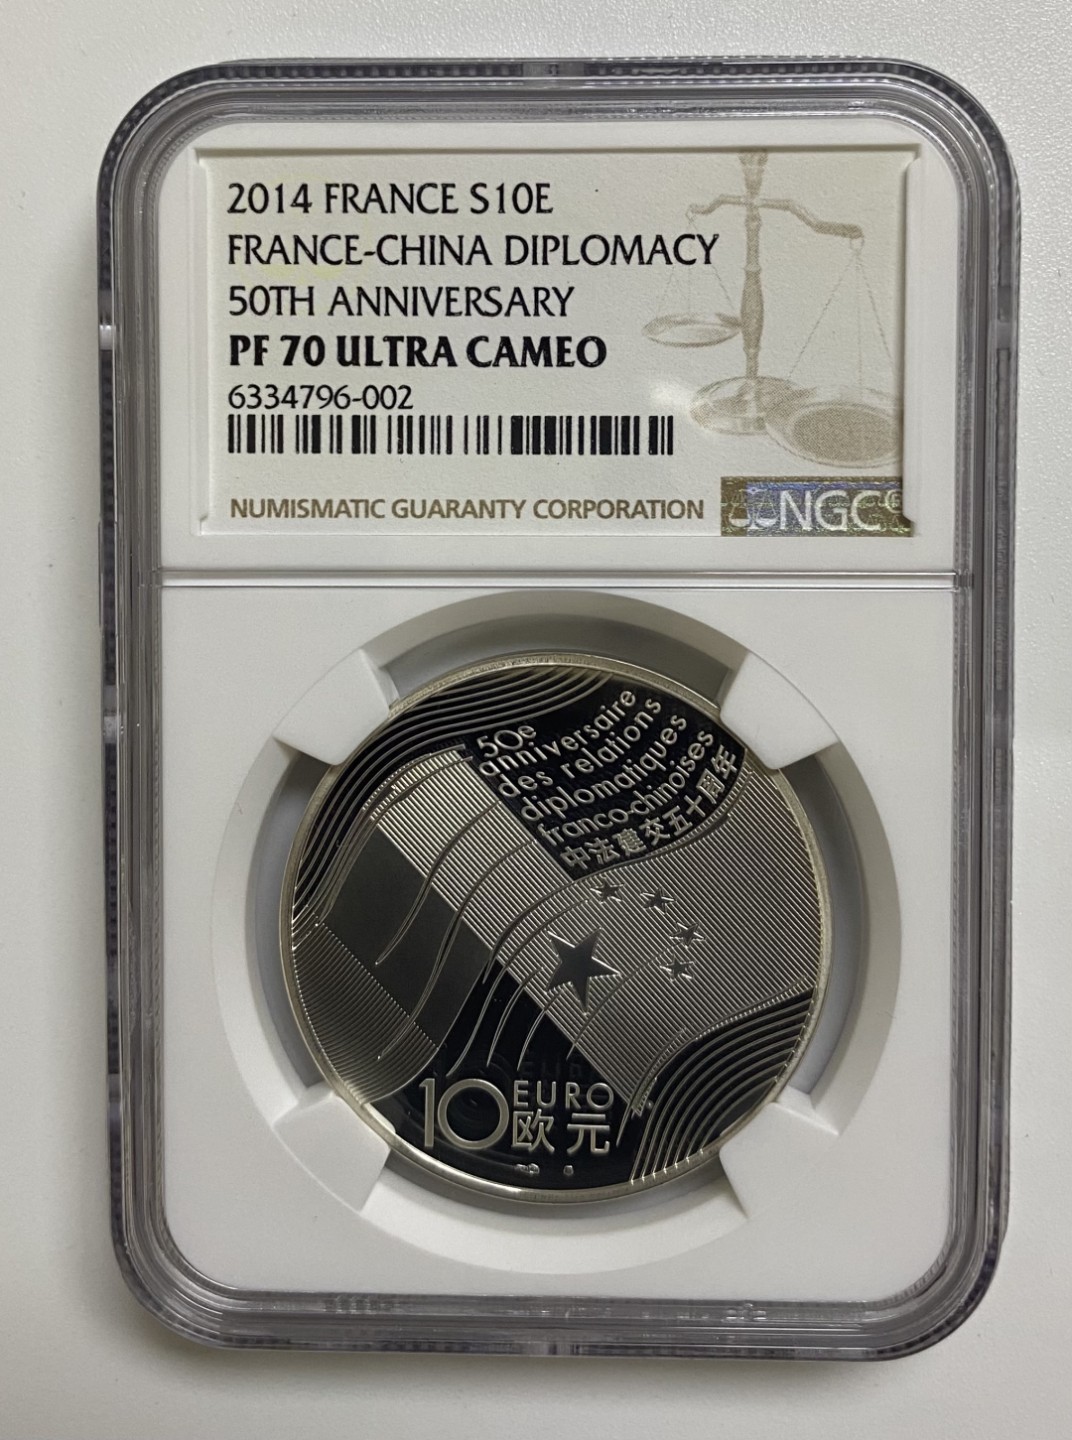 2014 FRANCE S10E
FRANCE-CHINA DIPLOMACY
50TH ANNIVERSARY
PF 70 ULTRA CAMEO
6334796-002
NUMISMATIC GUARANTY CORPORATION
NGC
50e
anniversaire
des relations
diplomatiques
franco-chinoises
中法建交五十周年
10 EURO
欧元